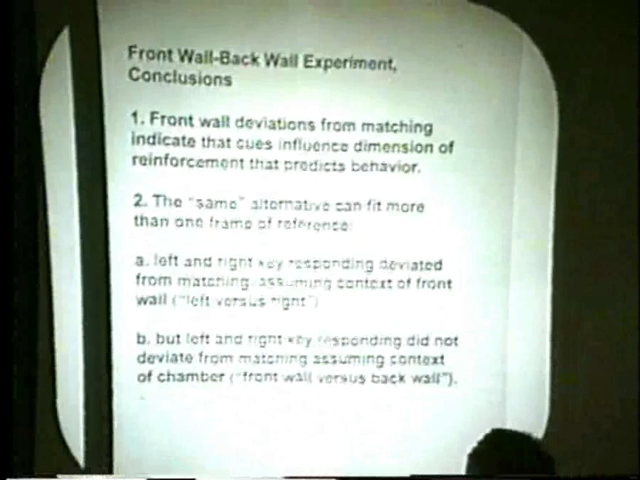 Front Wall-Back Wall Experiment,
Conclusions
1. Front wall deviations from matching
indicate that cues influence dimension of
reinforcement that predicts behavior.
2. The "same" alternative can fit more
than one frame of reference:
a. left and right key responding deviated
from matching, assuming context of front
wall ("left versus right")
b. but left and right key responding did not
deviate from matching assuming context
of chamber ("front wall versus back wall").